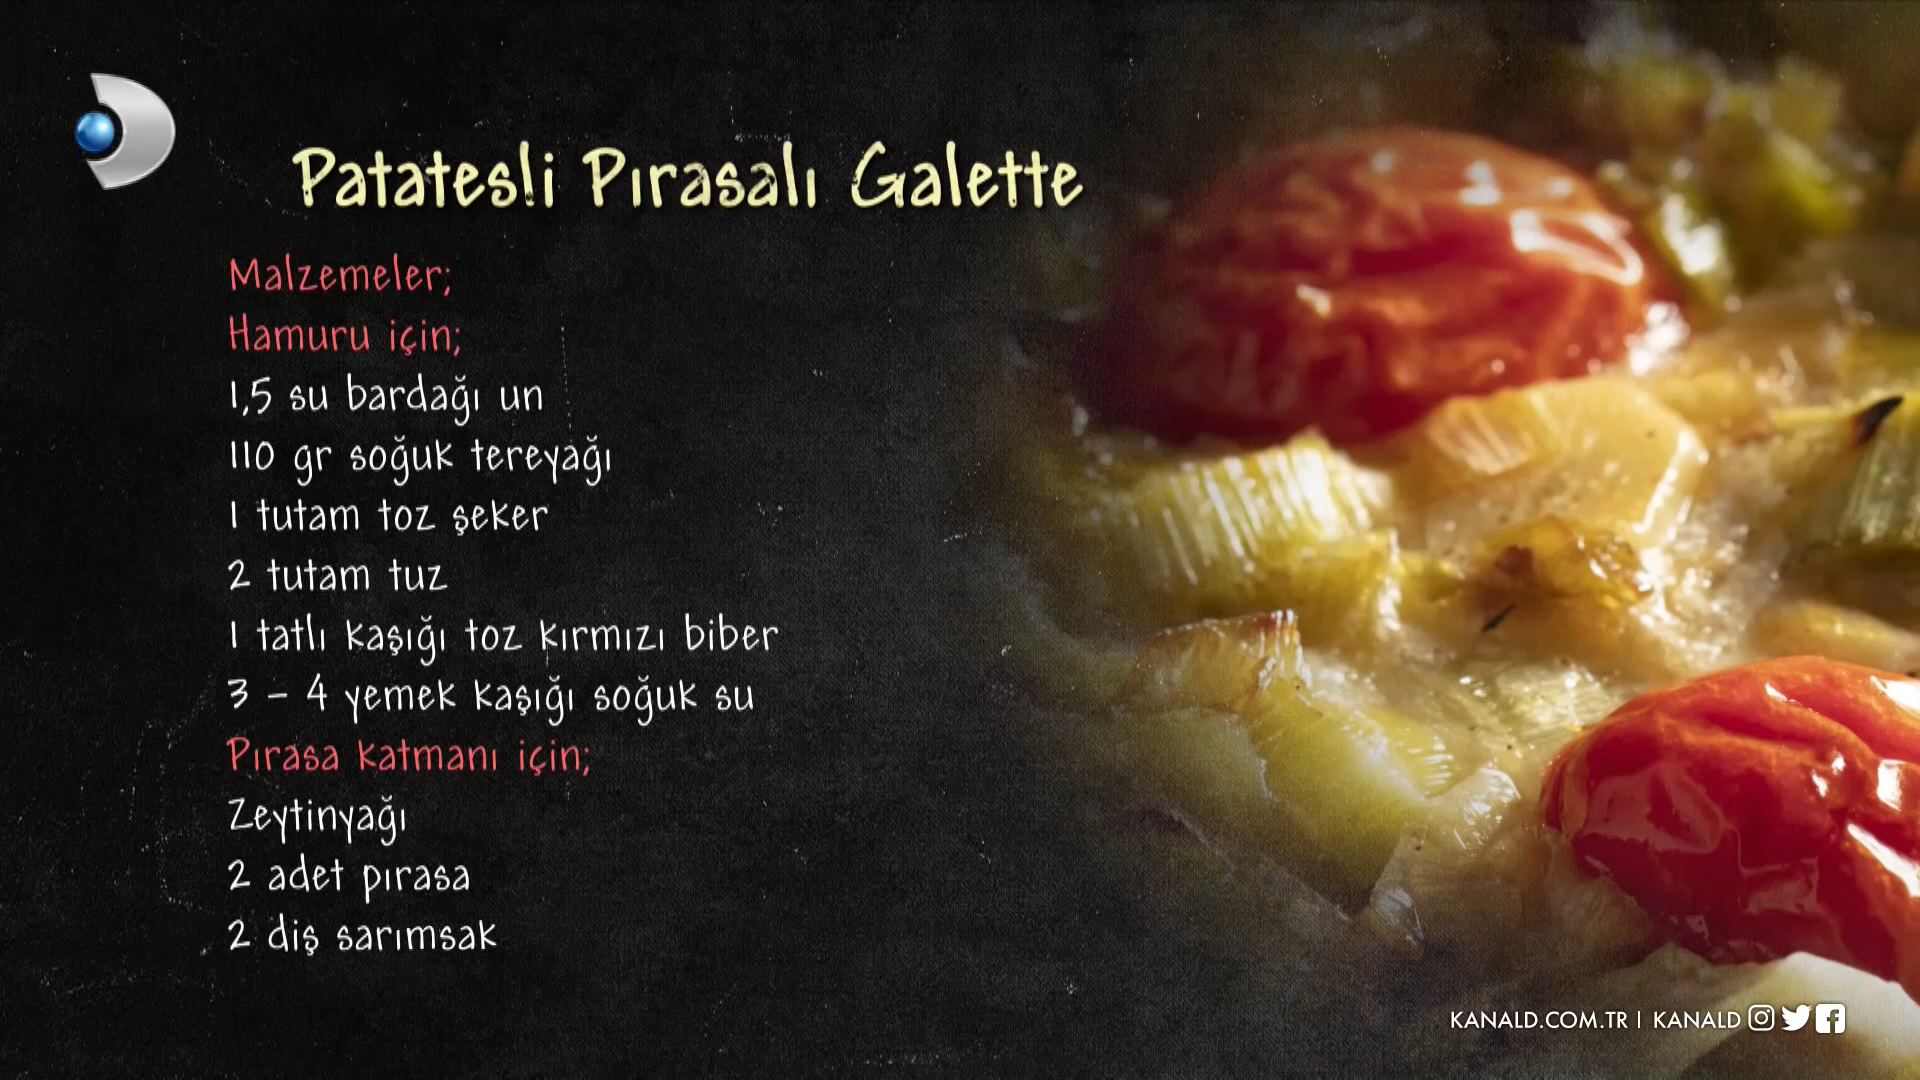 Patatesli Pırasalı Galette
Malzemeler;
Hamuru için;
1,5 su bardağı un
110 gr soğuk tereyağı
1 tutam toz şeker
2 tutam tuz
1 tatlı kaşığı toz kırmızı biber
3 – 4 yemek kaşığı soğuk su
Pırasa katmanı için;
Zeytinyağı
2 adet pırasa
2 diş sarımsak
KANALD.COM.TR | KANALD